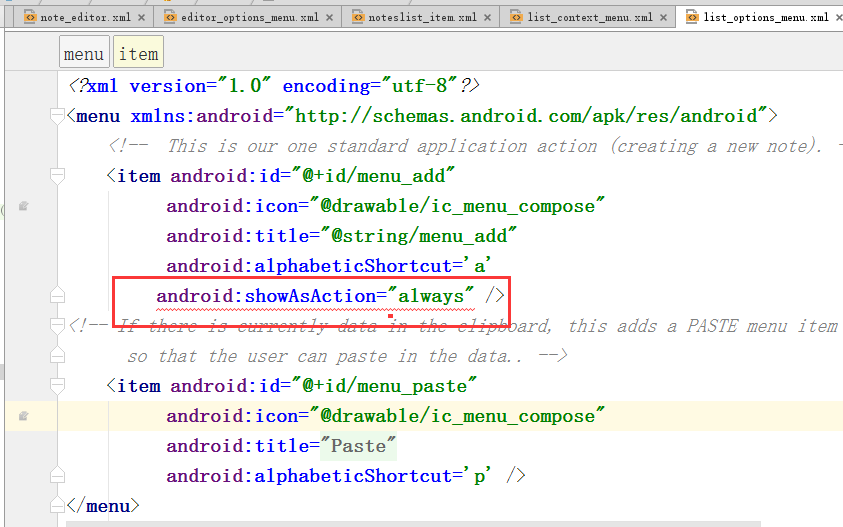 note_editor.xml × editor_options_menu.xml × noteslist_item.xml × list_context_menu.xml × list_options_menu.xml ×
menu item
<?xml version="1.0" encoding="utf-8"?>
<menu xmlns:android="http://schemas.android.com/apk/res/android">
<!-- This is our one standard application action (creating a new note). -
<item android:id="@+id/menu_add"
android:icon="@drawable/ic_menu_compose"
android:title="@string/menu_add"
android:alphabeticShortcut='a'
android:showAsAction="always" />
<!-- If there is currently data in the clipboard, this adds a PASTE menu item
so that the user can paste in the data.. -->
<item android:id="@+id/menu_paste"
android:icon="@drawable/ic_menu_compose"
android:title="Paste"
android:alphabeticShortcut='p' />
</menu>